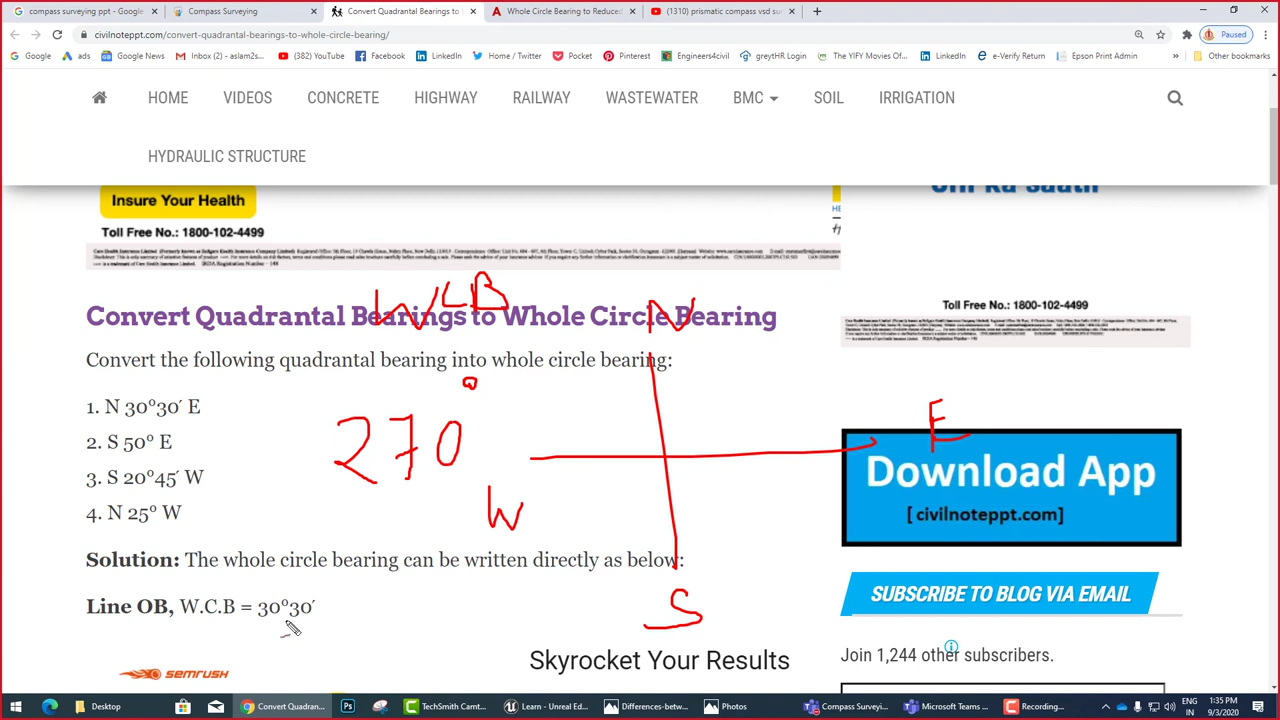 compass surveying ppt - Google
Compass Surveying
Convert Quadrantal Bearings to
Whole Circle Bearing to Reduced
(1310) prismatic compass vsd su
civilnoteppt.com/convert-quadrantal-bearings-to-whole-circle-bearing/
Paused
Google
ads
Google News
Inbox (2) - aslam2s
(382) YouTube
Facebook
LinkedIn
Twitter / Home
Pocket
Pinterest
Engineers4civil
greytHR Login
The YIFY Movies Of
LinkedIn
e-Verify Return
Epson Print Admin
Other bookmarks
HOME
VIDEOS
CONCRETE
HIGHWAY
RAILWAY
WASTEWATER
BMC
SOIL
IRRIGATION
HYDRAULIC STRUCTURE
Insure Your Health
Toll Free No.: 1800-102-4499
Toll Free No.: 1800-102-4499
WCB
N
Convert Quadrantal Bearings to Whole Circle Bearing
Convert the following quadrantal bearing into whole circle bearing:
1. N 30°30′ E
2. S 50° E
3. S 20°45′ W
4. N 25° W
270°
E
W
S
Download App
[ civilnoteppt.com]
Solution: The whole circle bearing can be written directly as below:
Line OB, W.C.B = 30°30′
SUBSCRIBE TO BLOG VIA EMAIL
Join 1,244 other subscribers.
SEMRUSH
Skyrocket Your Results
Desktop
Convert Quadran...
TechSmith Camt...
Learn - Unreal Ed...
Differences-betw...
Photos
Compass Surveyi...
Microsoft Teams ...
Recording...
ENG
IN
1:35 PM
9/3/2020